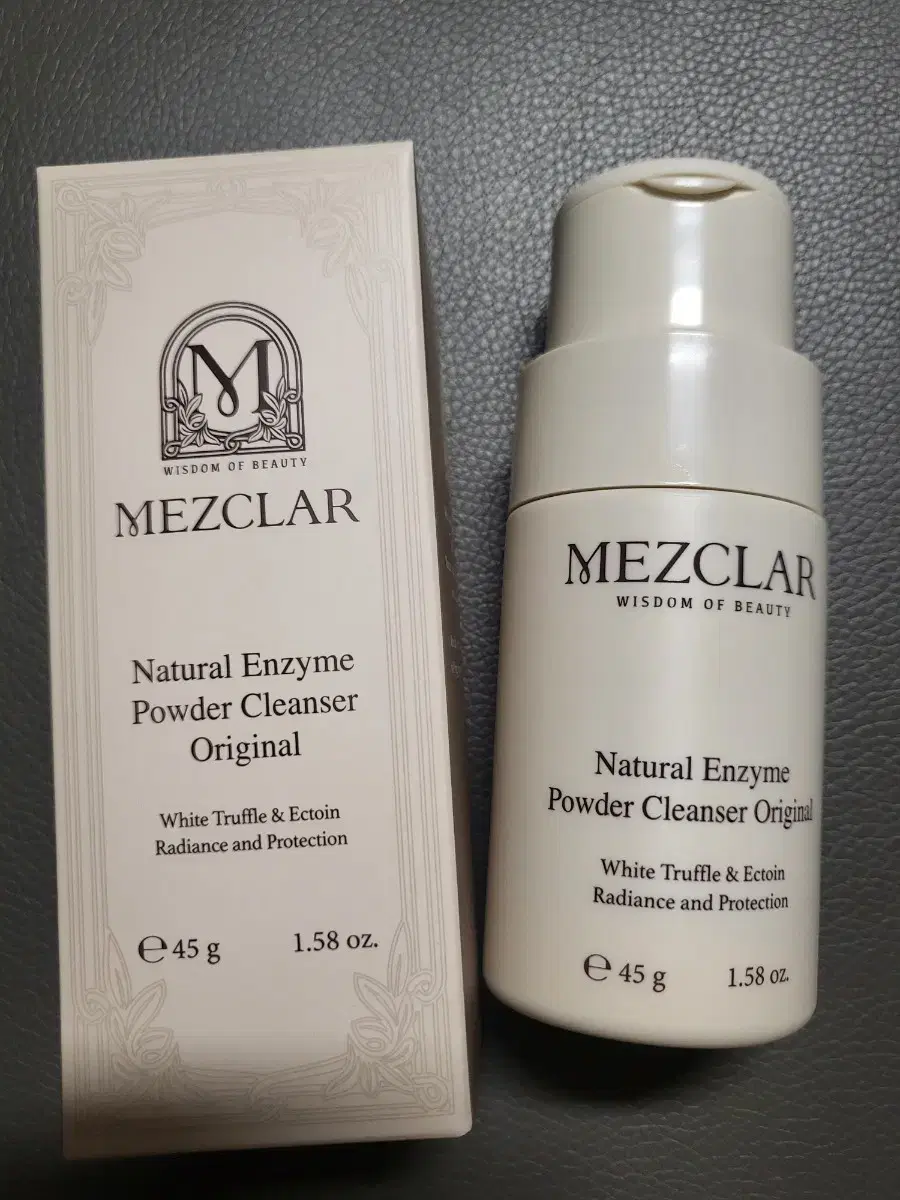 M
WISDOM OF BEAUTY
MEZCLAR
Natural Enzyme
Powder Cleanser
Original
White Truffle & Ectoin
Radiance and Protection
℮ 45 g 1.58 oz.
MEZCLAR
WISDOM OF BEAUTY
Natural Enzyme
Powder Cleanser Original
White Truffle & Ectoin
Radiance and Protection
℮ 45 g 1.58 oz.